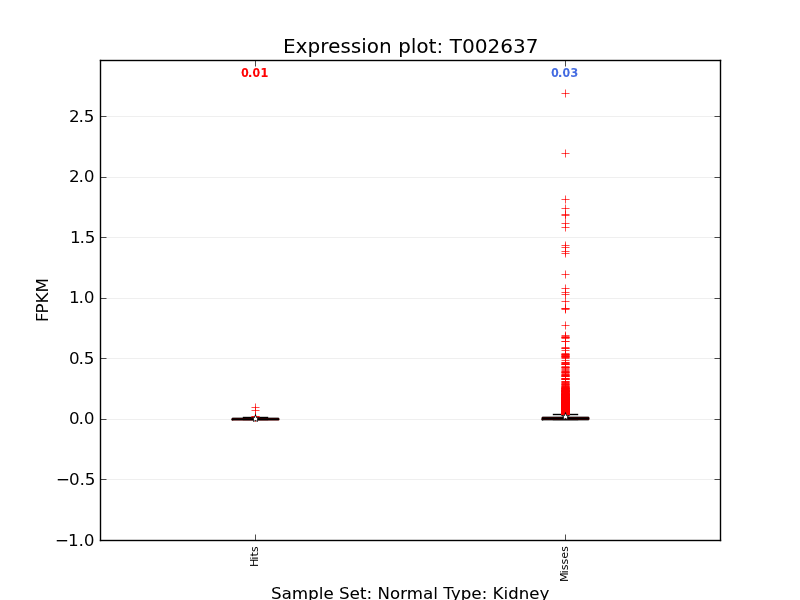 Expression plot: T002637
0.01
0.03
2.5
2.0
1.5
1.0
0.5
0.0
−0.5
−1.0
FPKM
Hits
Misses
Sample Set: Normal Type: Kidney